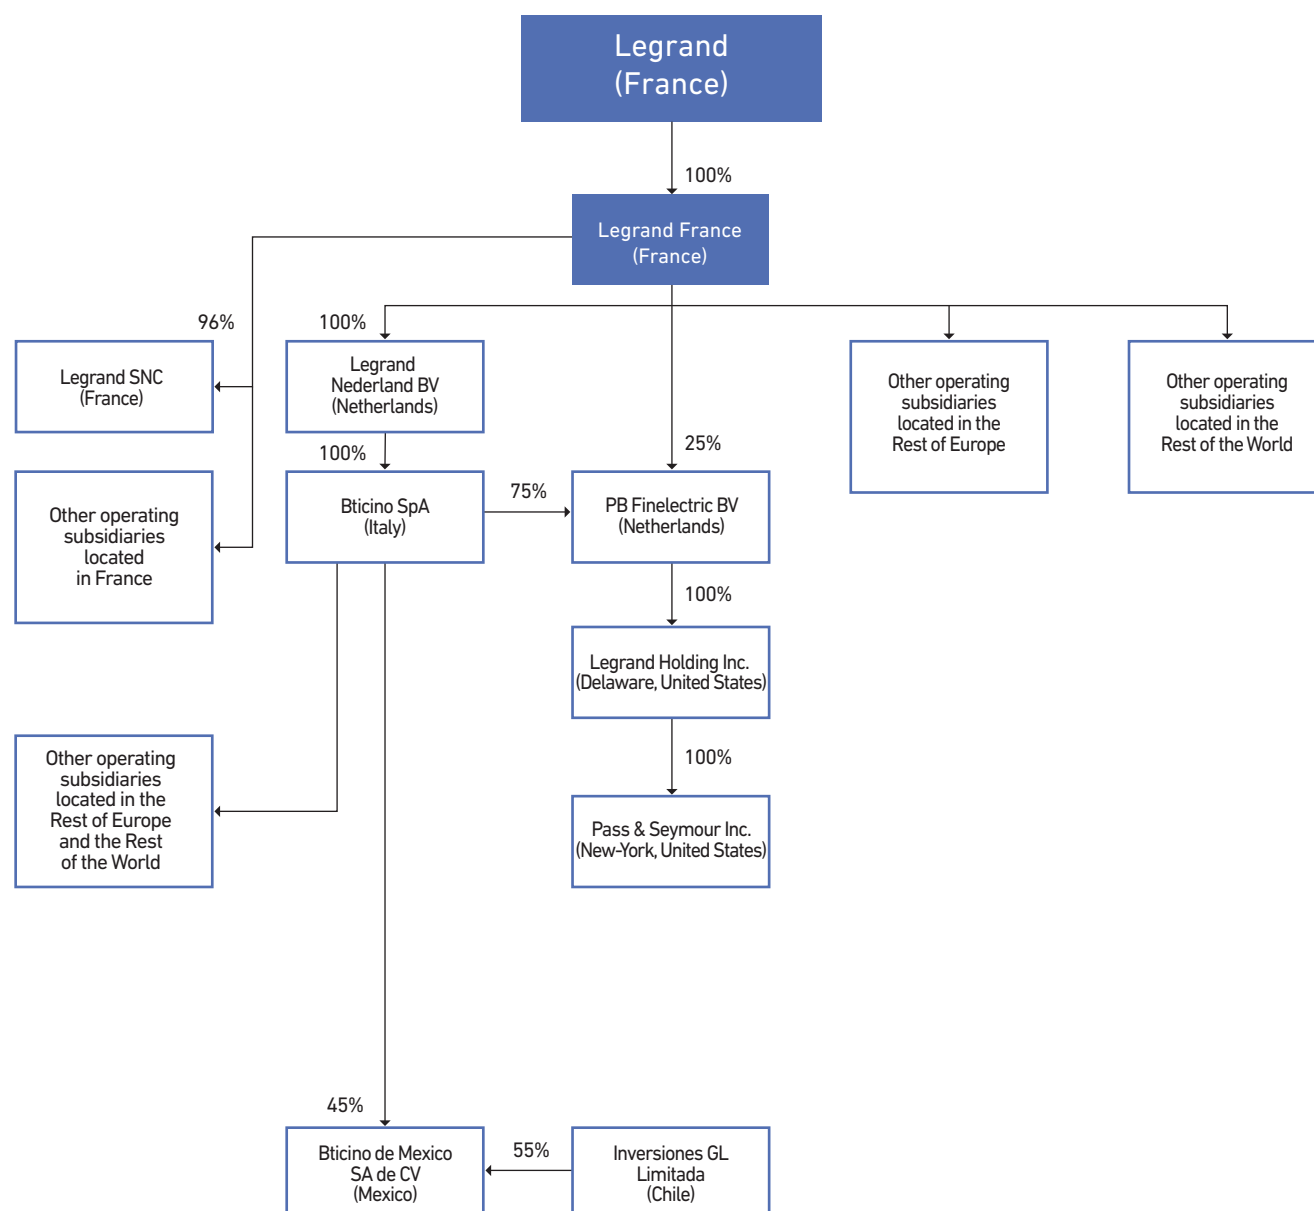 Legrand
(France)
100%
Legrand France
(France)
96%
100%
Legrand SNC
(France)
Legrand
Nederland BV
(Netherlands)
Other operating
subsidiaries
located in the
Rest of Europe
Other operating
subsidiaries
located in the
Rest of the World
100%
25%
Other operating
subsidiaries
located
in France
Bticino SpA
(Italy)
75%
PB Finelectric BV
(Netherlands)
100%
Legrand Holding Inc.
(Delaware, United States)
100%
Other operating
subsidiaries
located in the
Rest of Europe
and the Rest
of the World
Pass & Seymour Inc.
(New-York, United States)
45%
Bticino de Mexico
SA de CV
(Mexico)
55%
Inversiones GL
Limitada
(Chile)